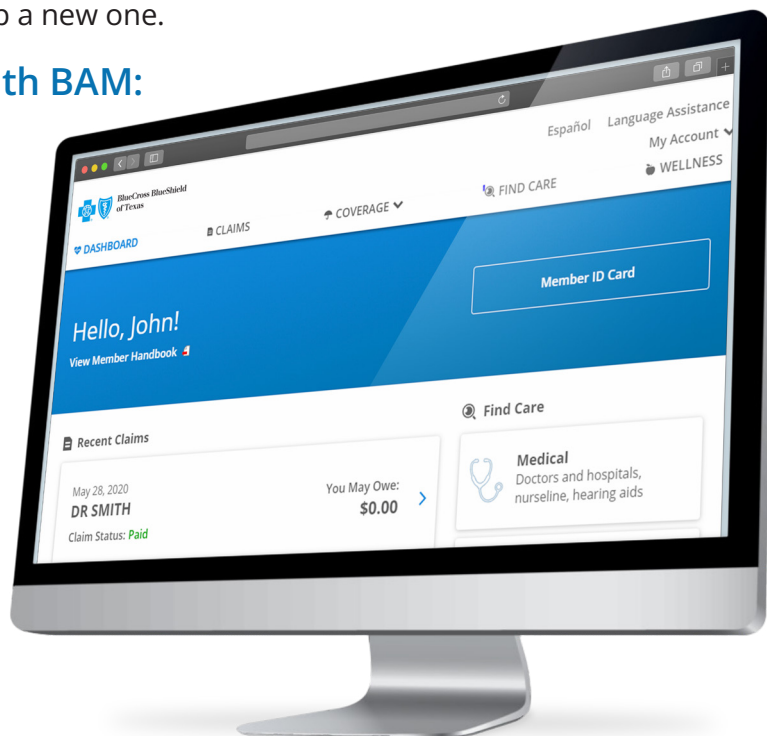 p a new one.
th BAM:
Español Language Assistance
My Account
BlueCross BlueShield
of Texas
DASHBOARD CLAIMS COVERAGE FIND CARE WELLNESS
Hello, John!
View Member Handbook
Member ID Card
Recent Claims
May 28, 2020
DR SMITH
Claim Status: Paid
You May Owe:
$0.00
Find Care
Medical
Doctors and hospitals,
nurseline, hearing aids